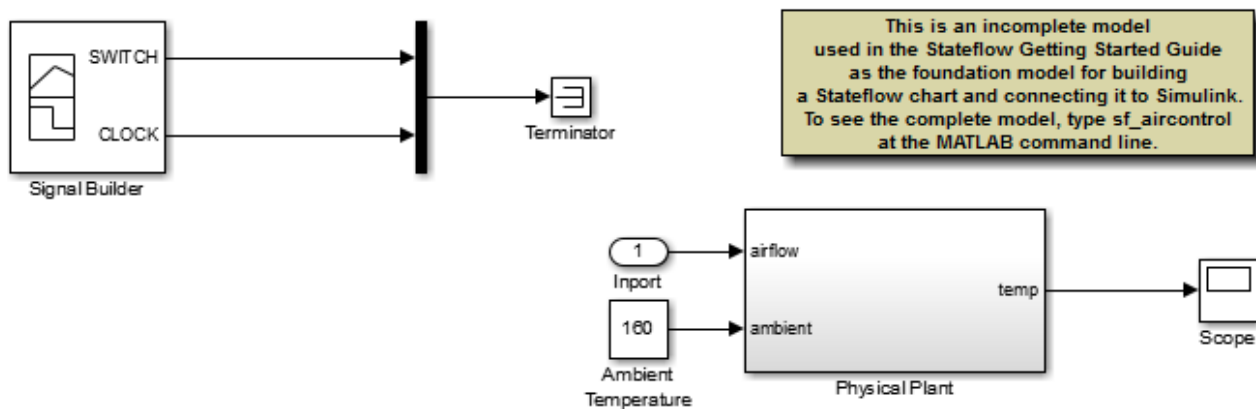 SWITCH
CLOCK
Signal Builder
Terminator
This is an incomplete model
used in the Stateflow Getting Started Guide
as the foundation model for building
a Stateflow chart and connecting it to Simulink.
To see the complete model, type sf_aircontrol
at the MATLAB command line.
1
Inport
airflow
160
ambient
Ambient
Temperature
temp
Physical Plant
Scope